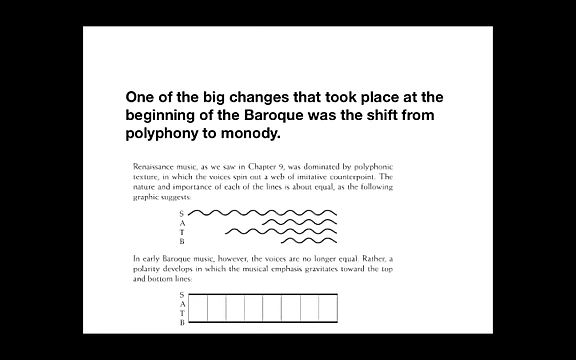 One of the big changes that took place at the
beginning of the Baroque was the shift from
polyphony to monody.
Renaissance music, as we saw in Chapter 9, was dominated by polyphonic
texture, in which the voices spin out a web of imitative counterpoint. The
nature and importance of each of the lines is about equal, as the following
graphic suggests:
S
A
T
B
In early Baroque music, however, the voices are no longer equal. Rather, a
polarity develops in which the musical emphasis gravitates toward the top
and bottom lines:
S
A
T
B